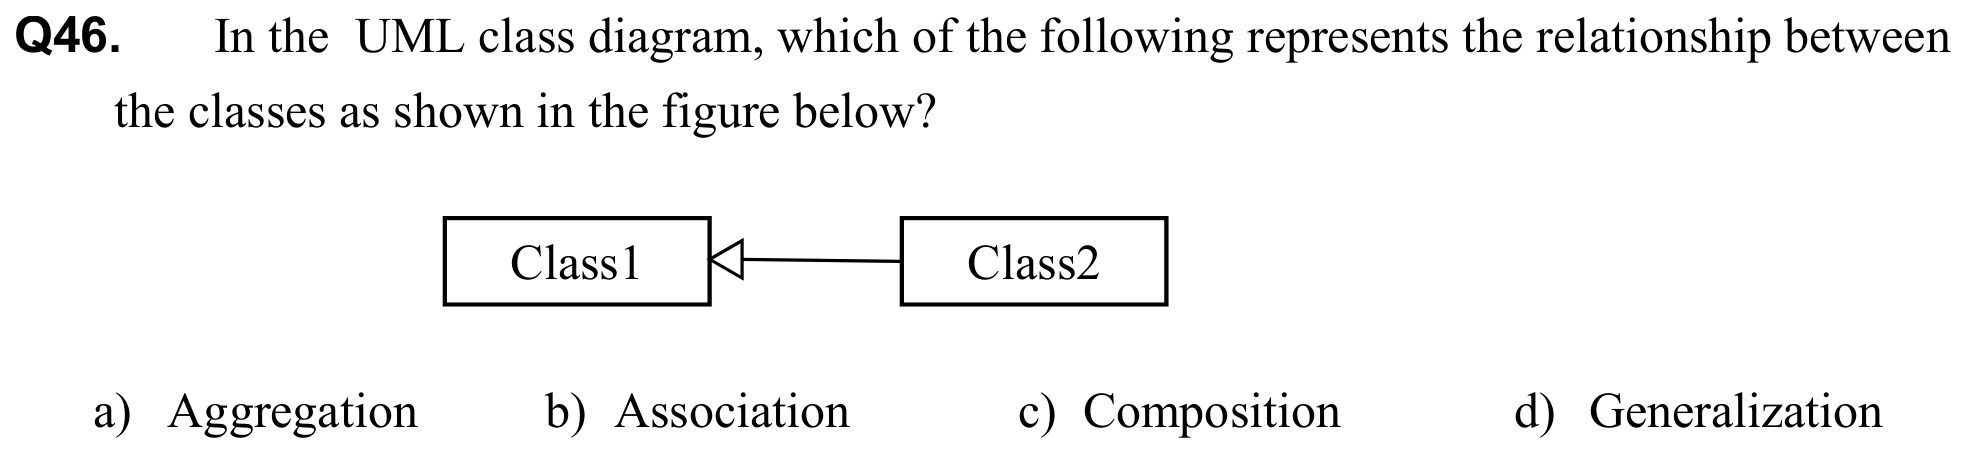 Q46. In the UML class diagram, which of the following represents the relationship between
the classes as shown in the figure below?
Class1 Class2
a) Aggregation b) Association c) Composition d) Generalization